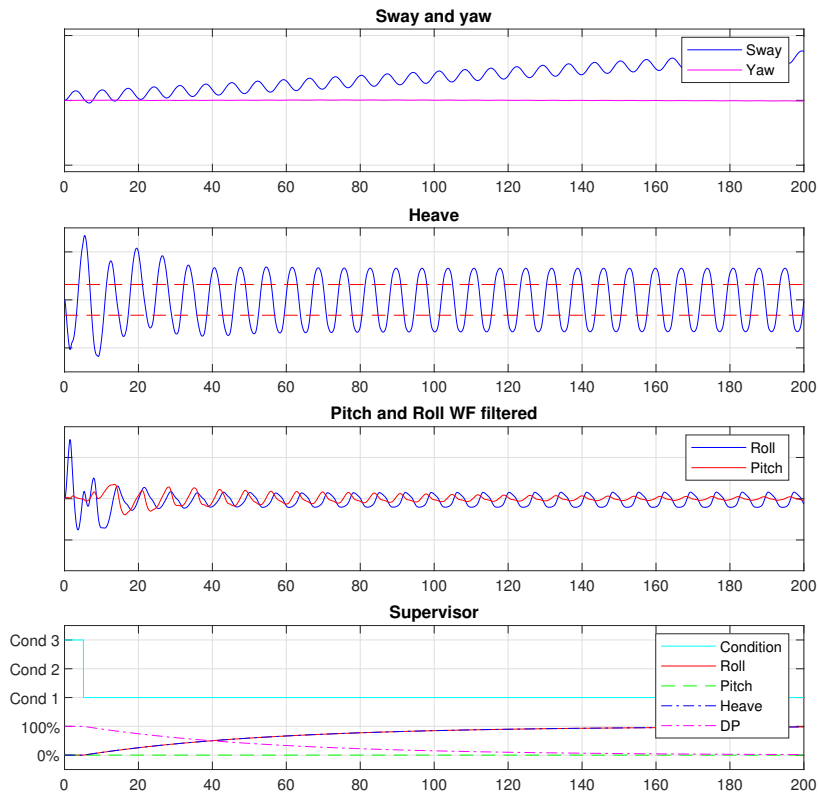 Sway and yaw
Sway
Yaw
0 20 40 60 80 100 120 140 160 180 200
Heave
0 20 40 60 80 100 120 140 160 180 200
Pitch and Roll WF filtered
Roll
Pitch
0 20 40 60 80 100 120 140 160 180 200
Supervisor
Cond 3
Cond 2
Cond 1
100%
0%
Condition
Roll
Pitch
Heave
DP
0 20 40 60 80 100 120 140 160 180 200